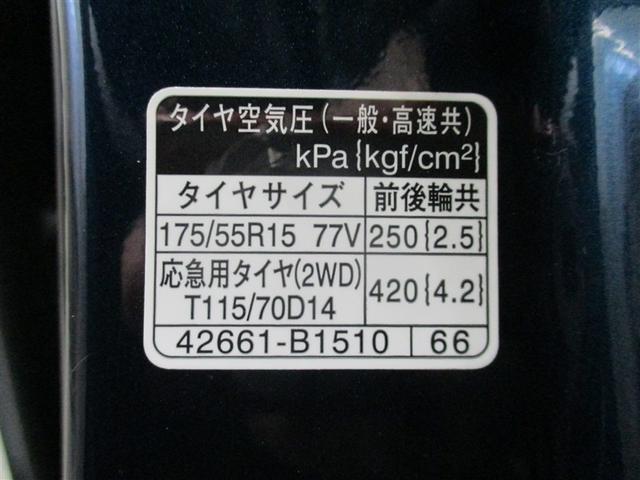 タイヤ空気圧(一般・高速共)
kPa{kgf/cm²}
タイヤサイズ 前後輪共
175/55R15 77V 250{2.5}
応急用タイヤ(2WD)
T115/70D14 420{4.2}
42661-B1510 66